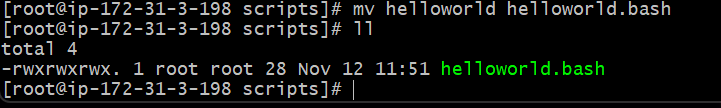 [root@ip-172-31-3-198 scripts]# mv helloworld helloworld.bash
[root@ip-172-31-3-198 scripts]# ll
total 4
-rwxrwxrwx. 1 root root 28 Nov 12 11:51 helloworld.bash
[root@ip-172-31-3-198 scripts]#